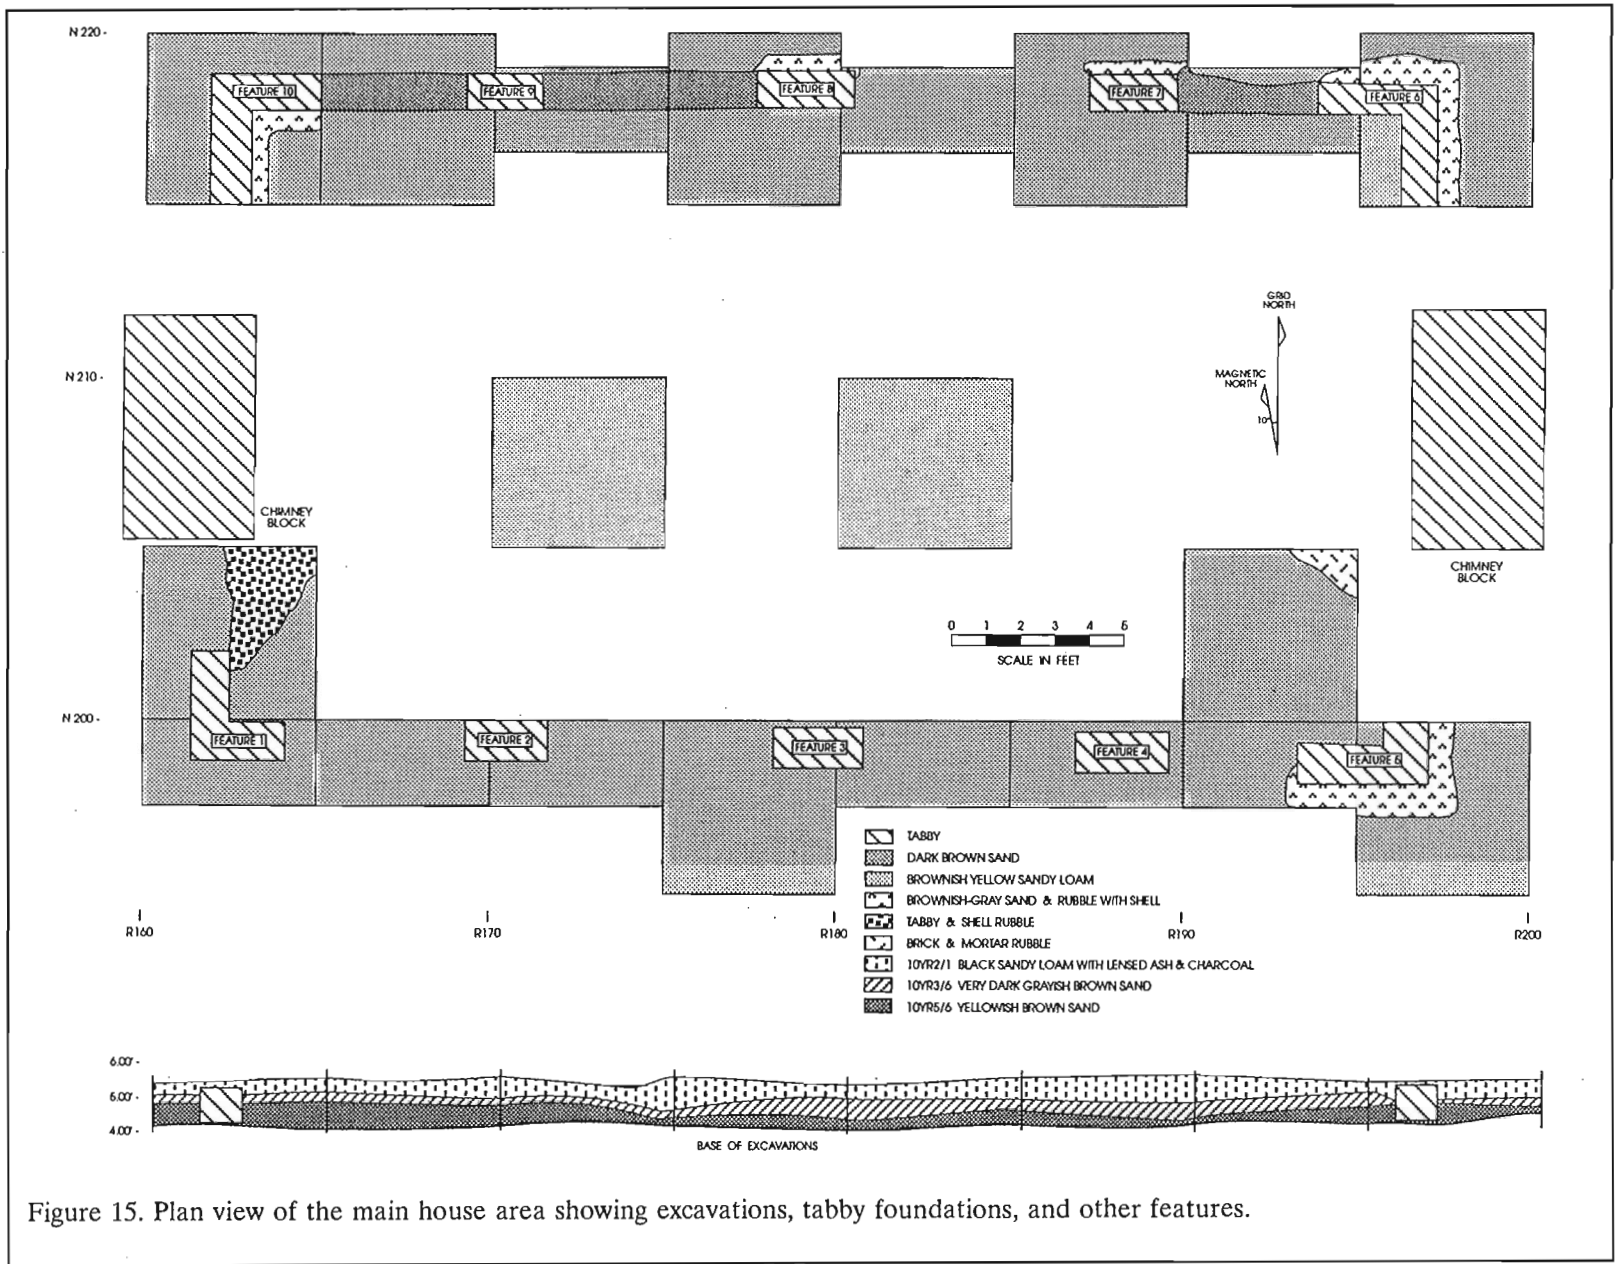 N 220 -
FEATURE 10
FEATURE 9
FEATURE 8
FEATURE 7
FEATURE 6
GRID
NORTH
MAGNETIC
NORTH
10°
N 210 -
CHIMNEY
BLOCK
CHIMNEY
BLOCK
0 1 2 3 4 5
SCALE IN FEET
N 200 -
FEATURE 1
FEATURE 2
FEATURE 3
FEATURE 4
FEATURE 5
TABBY
DARK BROWN SAND
BROWNISH YELLOW SANDY LOAM
BROWNISH-GRAY SAND & RUBBLE WITH SHELL
TABBY & SHELL RUBBLE
BRICK & MORTAR RUBBLE
10YR2/1 BLACK SANDY LOAM WITH LENSED ASH & CHARCOAL
10YR3/6 VERY DARK GRAYISH BROWN SAND
10YR5/6 YELLOWISH BROWN SAND
R160
R170
R180
R190
R200
6.00' -
5.00' -
4.00' -
BASE OF EXCAVATIONS
Figure 15. Plan view of the main house area showing excavations, tabby foundations, and other features.